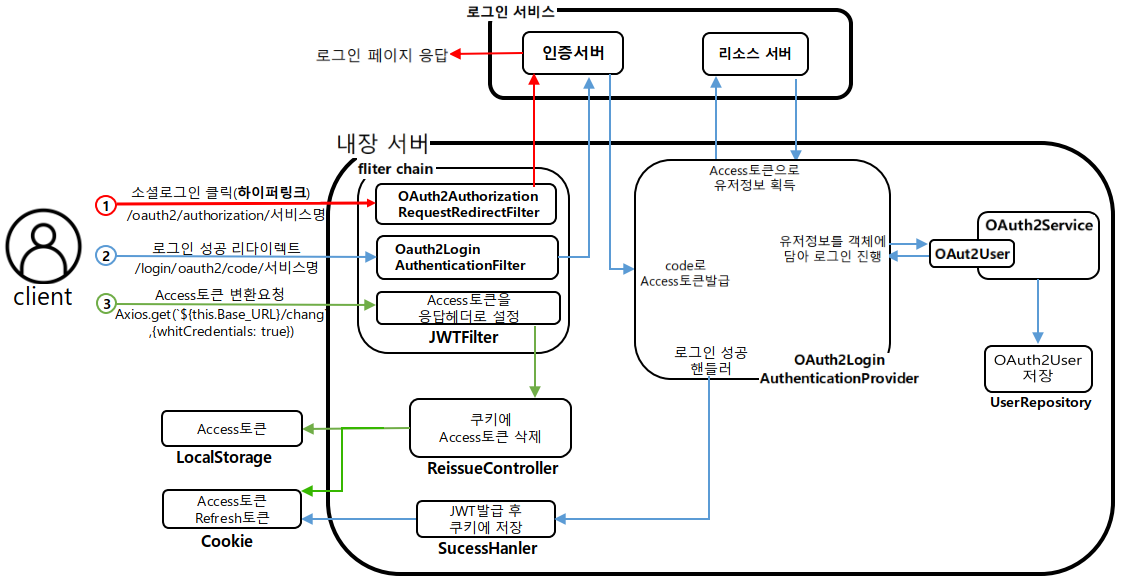 로그인 서비스
로그인 페이지 응답
인증서버
리소스 서버
내장 서버
fliter chain
소셜로그인 클릭(하이퍼링크)
1
/oauth2/authorization/서비스명
OAuth2Authorization
RequestRedirectFilter
2
로그인 성공 리다이렉트
/login/oauth2/code/서비스명
Oauth2Login
AuthenticationFilter
client
3
Access토큰 변환요청
Axios.get(`${this.Base_URL}/chang
,{whitCredentials: true})
Access토큰을
응답헤더로 설정
JWTFilter
Access토큰으로
유저정보 획득
code로
Access토큰발급
유저정보를 객체에
담아 로그인 진행
로그인 성공
핸들러
OAuth2Login
AuthenticationProvider
OAuth2Service
OAut2User
OAuth2User
저장
UserRepository
쿠키에
Access토큰 삭제
ReissueController
Access토큰
LocalStorage
Access토큰
Refresh토큰
Cookie
JWT발급 후
쿠키에 저장
SucessHanler